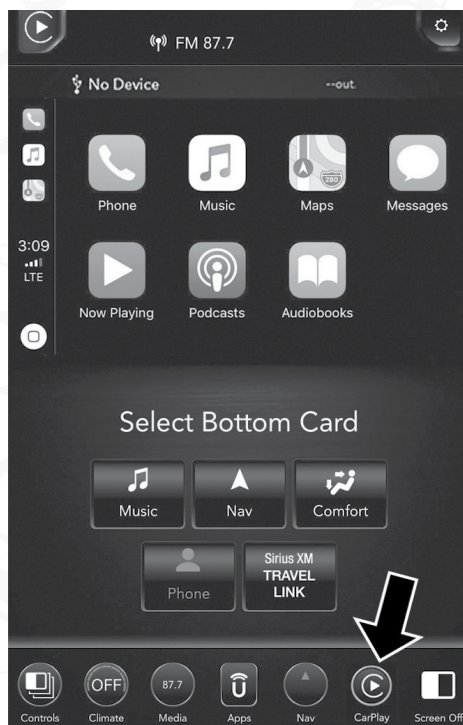 FM 87.7
No Device
--out.
Phone
Music
Maps
280
Messages
3:09
LTE
Now Playing
Podcasts
Audiobooks
Select Bottom Card
Music
Nav
Comfort
Phone
Sirius XM
TRAVEL
LINK
OFF
87.7
Controls
Climate
Media
Apps
Nav
CarPlay
Screen Off